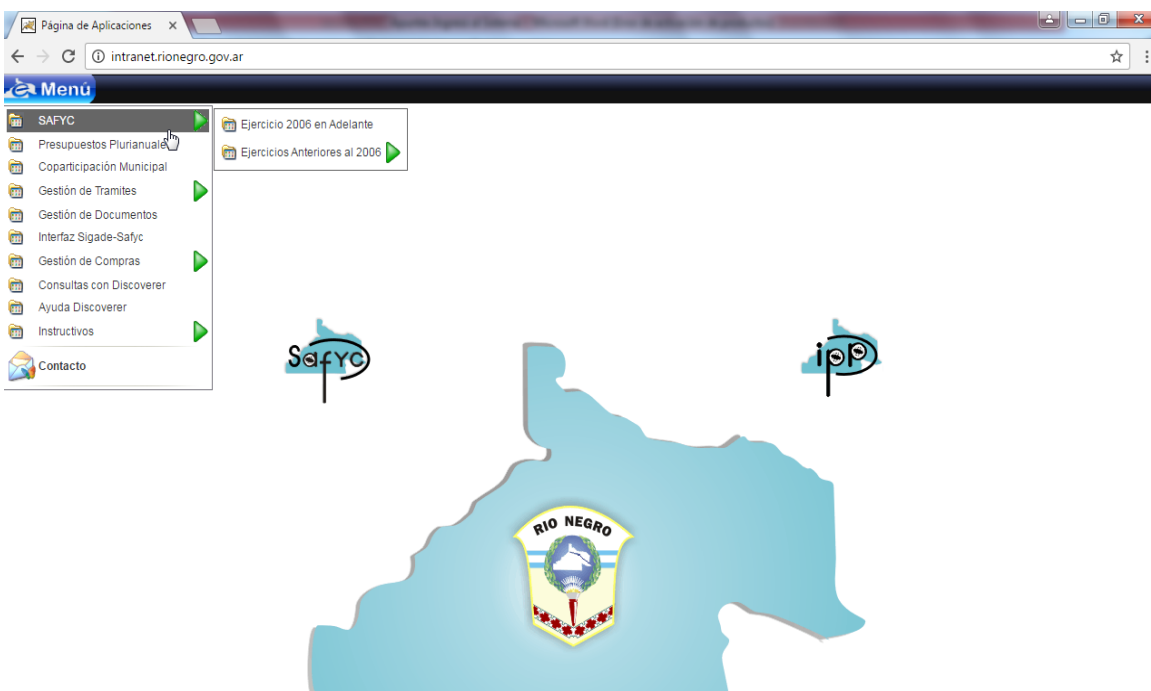 Página de Aplicaciones
intranet.rionegro.gov.ar
Menú
SAFYC
Ejercicio 2006 en Adelante
Presupuestos Plurianuale
Ejercicios Anteriores al 2006
Coparticipación Municipal
Gestión de Tramites
Gestión de Documentos
Interfaz Sigade-Safyc
Gestión de Compras
Consultas con Discoverer
Ayuda Discoverer
Instructivos
Contacto
Safyc
ipp
RIO NEGRO